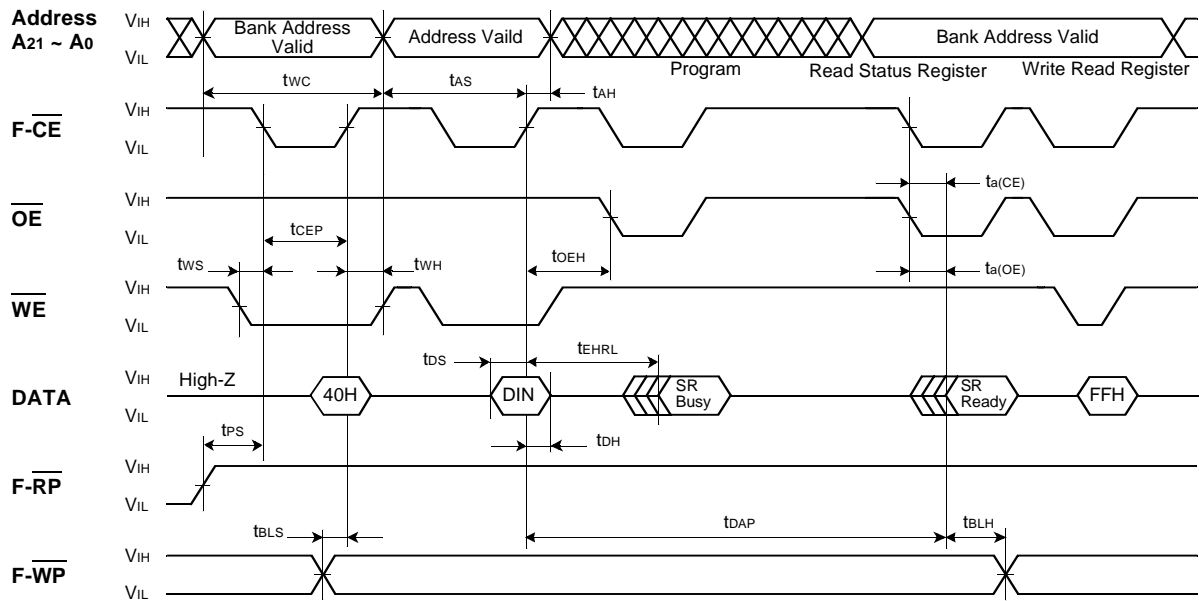 Address
A21 ~ A0
VIH
VIL
Bank Address
Valid
Address Vaild
Bank Address Valid
Program
Read Status Register
Write Read Register
tWC
tAS
tAH
F-CE
VIH
VIL
ta(CE)
OE
VIH
VIL
tCEP
tWS
tWH
tOEH
ta(OE)
WE
VIH
VIL
tDS
tEHRL
DATA
VIH
VIL
High-Z
40H
DIN
SR
Busy
SR
Ready
FFH
tPS
tDH
F-RP
VIH
VIL
tBLS
tDAP
tBLH
F-WP
VIH
VIL